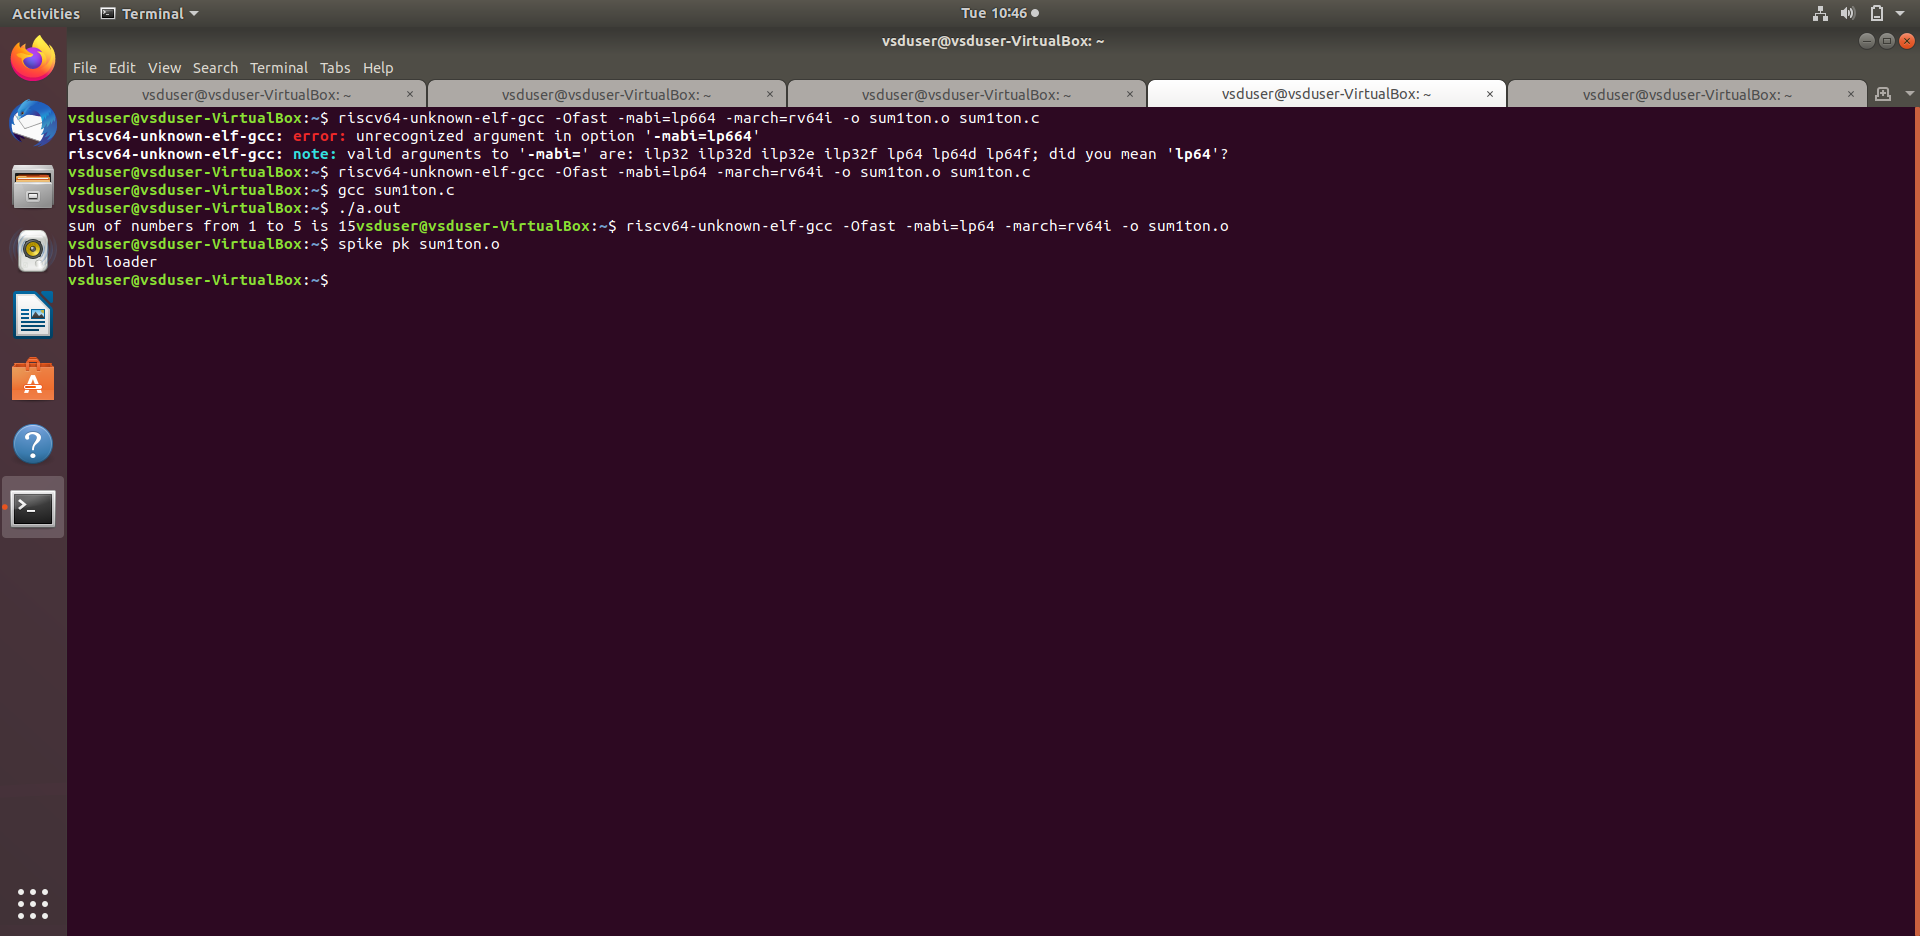 Activities Terminal Tue 10:46
vsduser@vsduser-VirtualBox: ~
File Edit View Search Terminal Tabs Help
vsduser@vsduser-VirtualBox: ~ × vsduser@vsduser-VirtualBox: ~ × vsduser@vsduser-VirtualBox: ~ × vsduser@vsduser-VirtualBox: ~ × vsduser@vsduser-VirtualBox: ~ ×
vsduser@vsduser-VirtualBox:~$ riscv64-unknown-elf-gcc -Ofast -mabi=lp664 -march=rv64i -o sum1ton.o sum1ton.c
riscv64-unknown-elf-gcc: error: unrecognized argument in option '-mabi=lp664'
riscv64-unknown-elf-gcc: note: valid arguments to '-mabi=' are: ilp32 ilp32d ilp32e ilp32f lp64 lp64d lp64f; did you mean 'lp64'?
vsduser@vsduser-VirtualBox:~$ riscv64-unknown-elf-gcc -Ofast -mabi=lp64 -march=rv64i -o sum1ton.o sum1ton.c
vsduser@vsduser-VirtualBox:~$ gcc sum1ton.c
vsduser@vsduser-VirtualBox:~$ ./a.out
sum of numbers from 1 to 5 is 15vsduser@vsduser-VirtualBox:~$ riscv64-unknown-elf-gcc -Ofast -mabi=lp64 -march=rv64i -o sum1ton.o
vsduser@vsduser-VirtualBox:~$ spike pk sum1ton.o
bbl loader
vsduser@vsduser-VirtualBox:~$